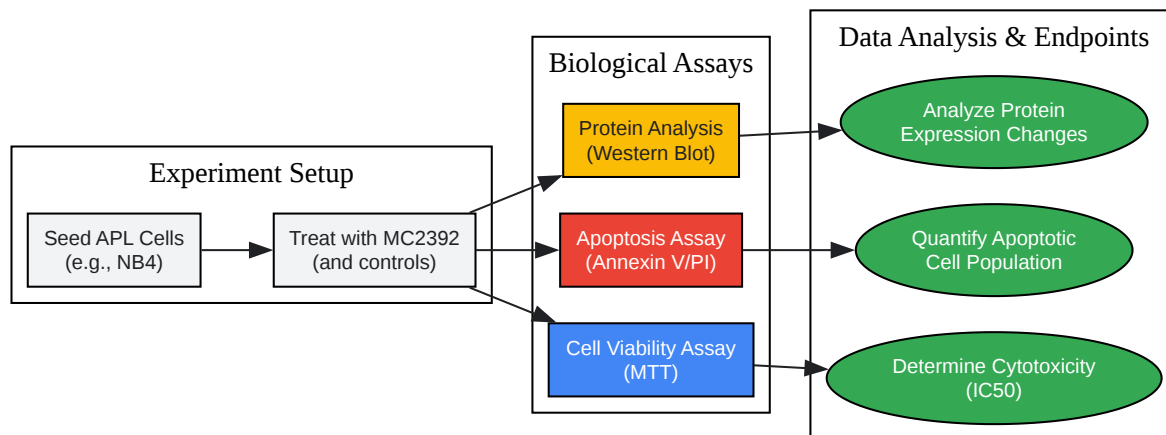 Experiment Setup
Seed APL Cells
(e.g., NB4)
Treat with MC2392
(and controls)
Biological Assays
Protein Analysis
(Western Blot)
Apoptosis Assay
(Annexin V/PI)
Cell Viability Assay
(MTT)
Data Analysis & Endpoints
Analyze Protein
Expression Changes
Quantify Apoptotic
Cell Population
Determine Cytotoxicity
(IC50)